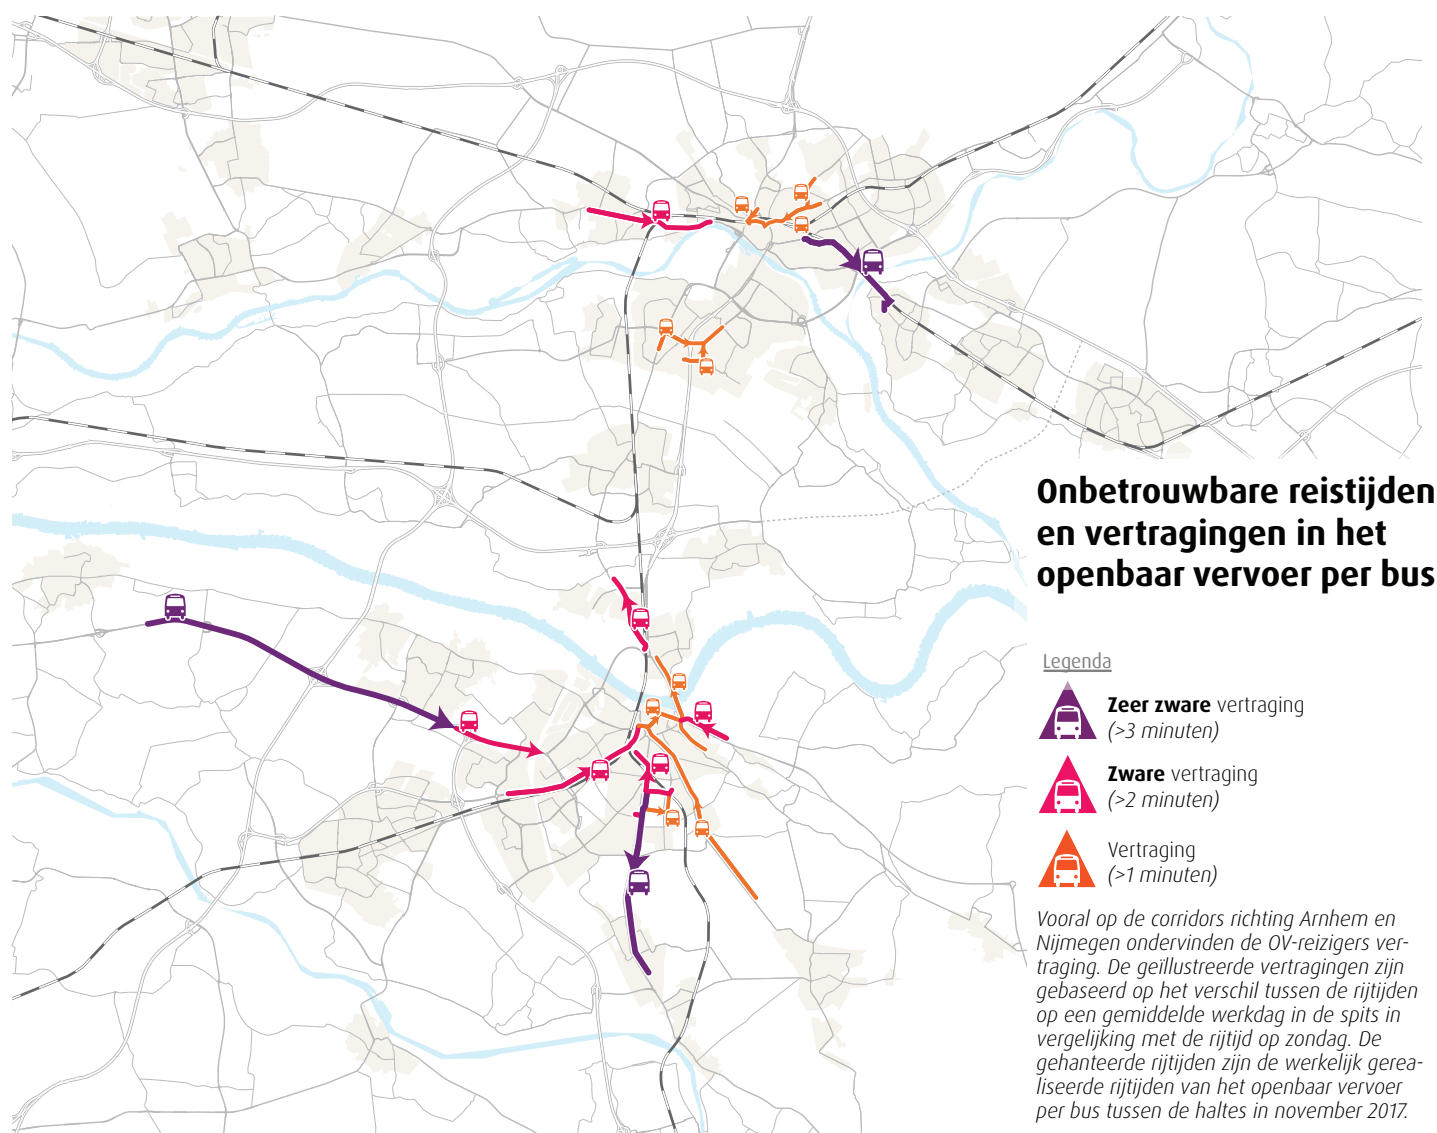 Onbetrouwbare reistijden
en vertragingen in het
openbaar vervoer per bus
Legenda
Zeer zware vertraging
(>3 minuten)
Zware vertraging
(>2 minuten)
Vertraging
(>1 minuten)
Vooral op de corridors richting Arnhem en
Nijmegen ondervinden de OV-reizigers ver-
traging. De geïllustreerde vertragingen zijn
gebaseerd op het verschil tussen de rijtijden
op een gemiddelde werkdag in de spits in
vergelijking met de rijtijd op zondag. De
gehanteerde rijtijden zijn de werkelijk gerea-
liseerde rijtijden van het openbaar vervoer
per bus tussen de haltes in november 2017.